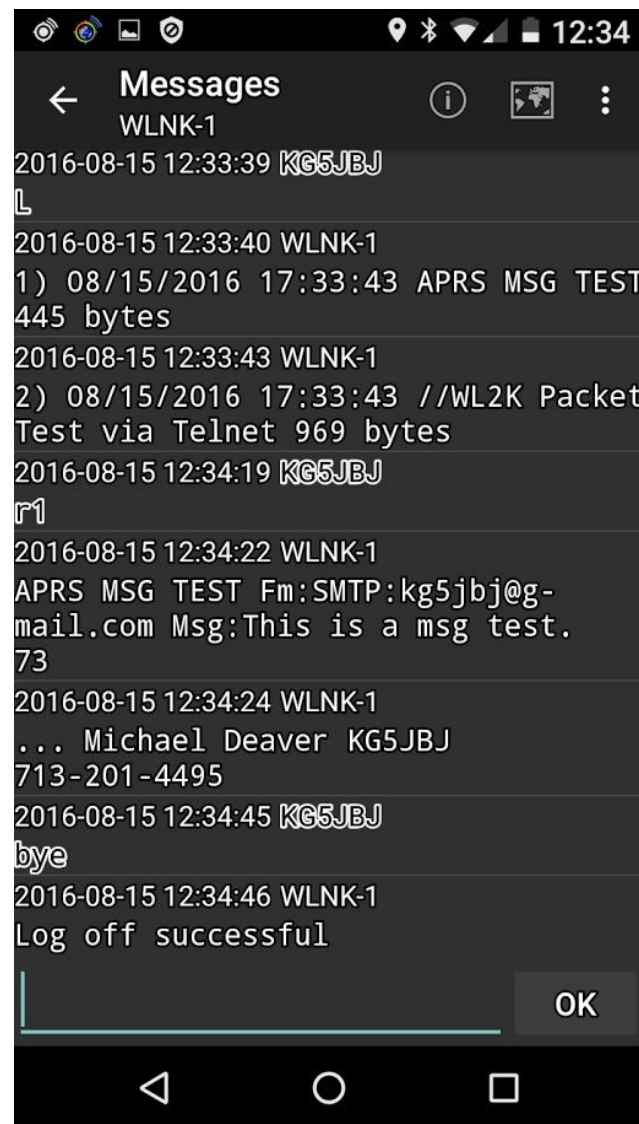 12:34
Messages
WLNK-1
2016-08-15 12:33:39 KG5JBJ
L
2016-08-15 12:33:40 WLNK-1
1) 08/15/2016 17:33:43 APRS MSG TEST
445 bytes
2016-08-15 12:33:43 WLNK-1
2) 08/15/2016 17:33:43 //WL2K Packet
Test via Telnet 969 bytes
2016-08-15 12:34:19 KG5JBJ
r1
2016-08-15 12:34:22 WLNK-1
APRS MSG TEST Fm:SMTP:kg5jbj@g-
mail.com Msg:This is a msg test.
73
2016-08-15 12:34:24 WLNK-1
... Michael Deaver KG5JBJ
713-201-4495
2016-08-15 12:34:45 KG5JBJ
bye
2016-08-15 12:34:46 WLNK-1
Log off successful
OK